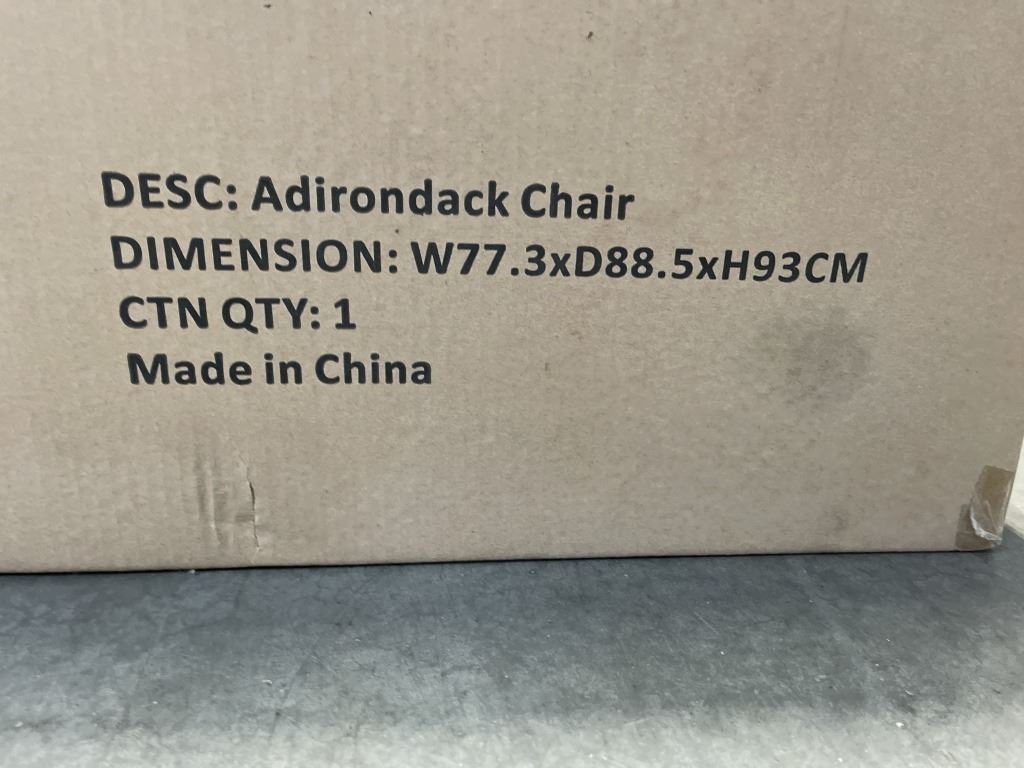 DESC: Adirondack Chair
DIMENSION: W77.3xD88.5xH93CM
CTN QTY: 1
Made in China